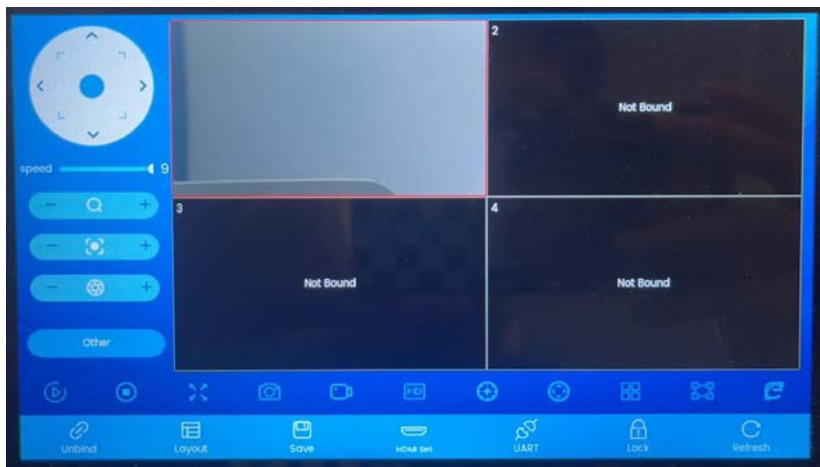 2
Not Bound
speed 9
3
4
Not Bound
Not Bound
Other
HD
Unbind
Layout
Save
HDMI Set
UART
Lock
Refresh